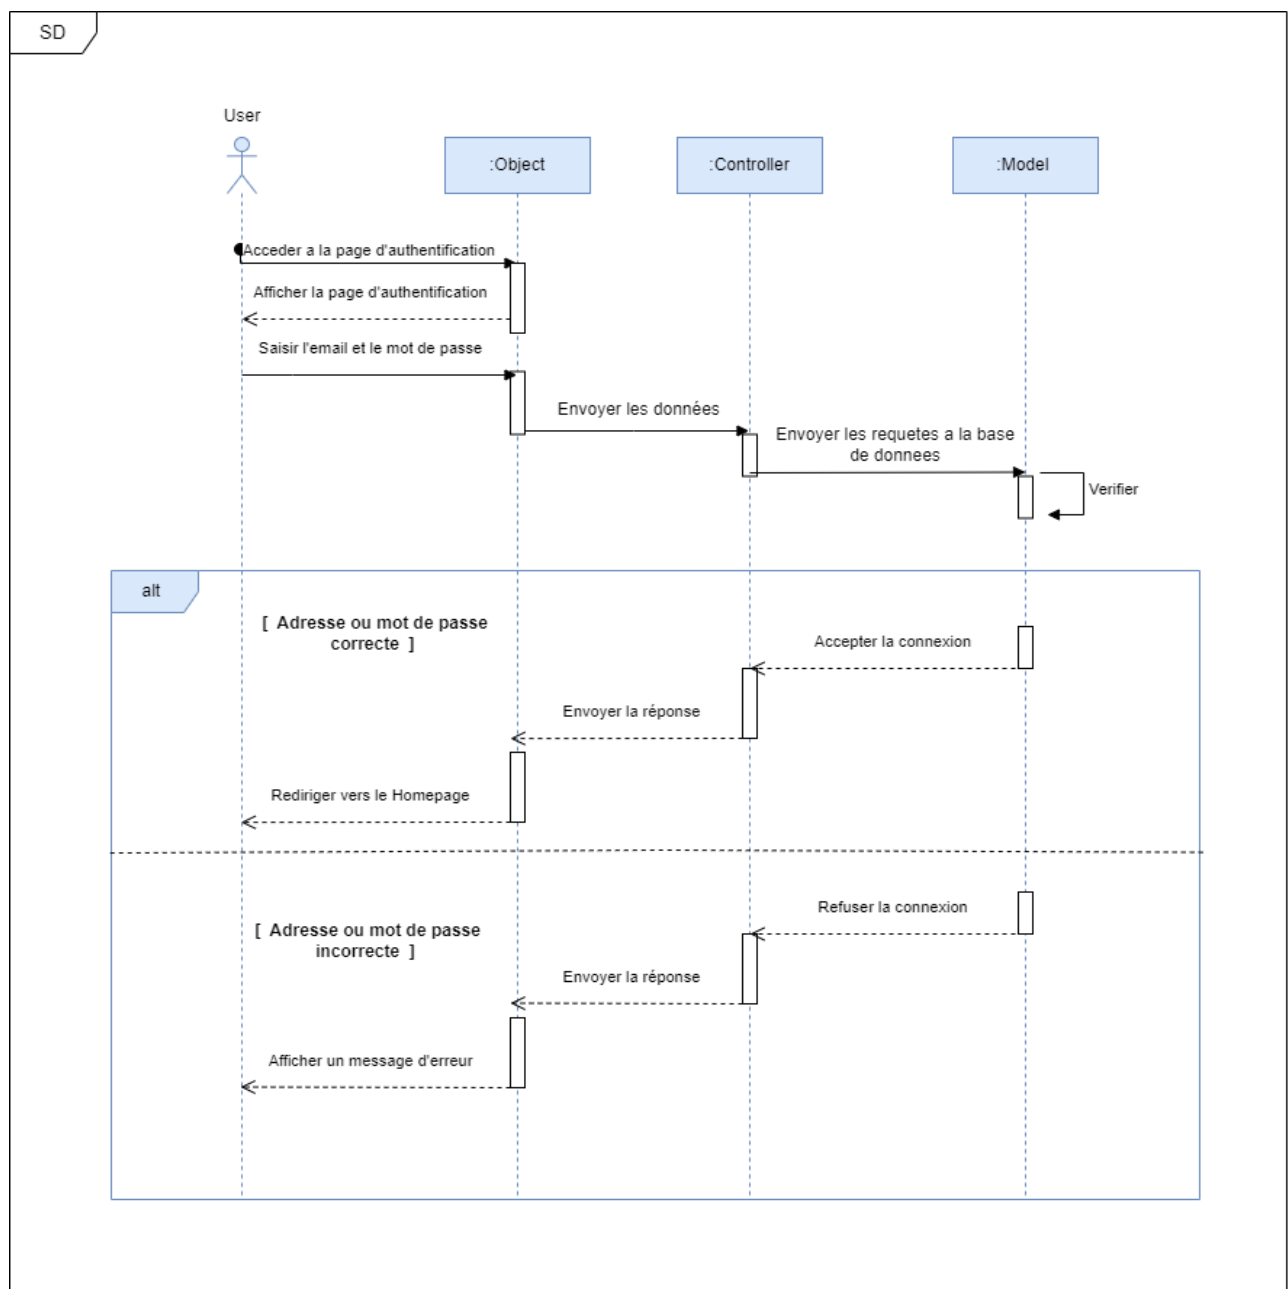 SD
User
:Object
:Controller
:Model
Acceder a la page d'authentification
Afficher la page d'authentification
Saisir l'email et le mot de passe
Envoyer les données
Envoyer les requetes a la base
de donnees
Verifier
alt
[ Adresse ou mot de passe
correcte ]
Accepter la connexion
Envoyer la réponse
Rediriger vers le Homepage
Refuser la connexion
[ Adresse ou mot de passe
incorrecte ]
Envoyer la réponse
Afficher un message d'erreur